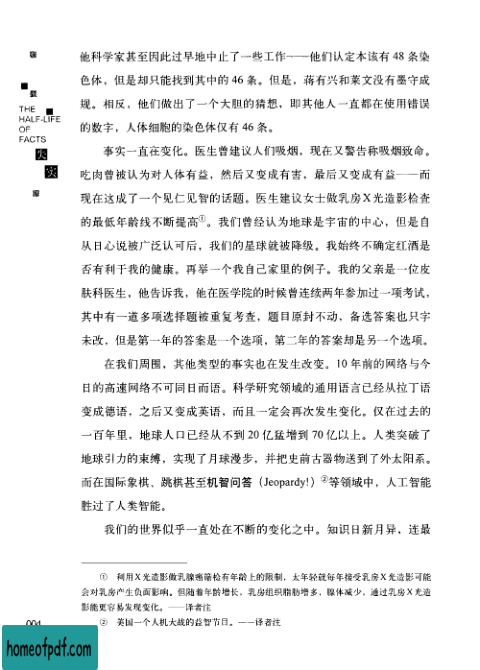 THE
HALF-LIFE
OF
FACTS
失
实
他科学家甚至因此过早地中止了一些工作——他们认定本该有 48 条染
色体，但是却只能找到其中的 46 条。但是，蒋有兴和莱文没有墨守成
规。相反，他们做出了一个大胆的猜想，即其他人一直都在使用错误
的数字，人体细胞的染色体仅有 46 条。
事实一直在变化。医生曾建议人们吸烟，现在又警告称吸烟致命。
吃肉曾被认为对人体有益，然后又变成有害，最后又变成有益——而
现在这成了一个见仁见智的话题。医生建议女士做乳房X光造影检查
的最低年龄线不断提高①。我们曾经认为地球是宇宙的中心，但是自
从日心说被广泛认可后，我们的星球就被降级。我始终不确定红酒是
否有利于我的健康。再举一个我自己家里的例子。我的父亲是一位皮
肤科医生，他告诉我，他在医学院的时候曾连续两年参加过一项考试，
其中有一道多项选择题被重复考查，题目原封不动，备选答案也只字
未改，但是第一年的答案是一个选项，第二年的答案却是另一个选项。
在我们周围，其他类型的事实也在发生改变。10 年前的网络与今
日的高速网络不可同日而语。科学研究领域的通用语言已经从拉丁语
变成德语，之后又变成英语，而且一定会再次发生变化。仅在过去的
一百年里，地球人口已经从不到 20 亿猛增到 70 亿以上。人类突破了
地球引力的束缚，实现了月球漫步，并把史前古器物送到了外太阳系。
而在国际象棋、跳棋甚至机智问答（Jeopardy!）②等领域中，人工智能
胜过了人类智能。
我们的世界似乎一直处在不断的变化之中。知识日新月异，连最
① 利用X光造影做乳腺癌筛检有年龄上的限制，太年轻就每年接受乳房X光造影可能
会对乳房产生负面影响。但随着年龄增长，乳房组织脂肪增多，腺体减少，通过乳房X光造
影能更容易发现变化。——译者注
② 美国一个人机大战的益智节目。——译者注
004
homeofpdf.com